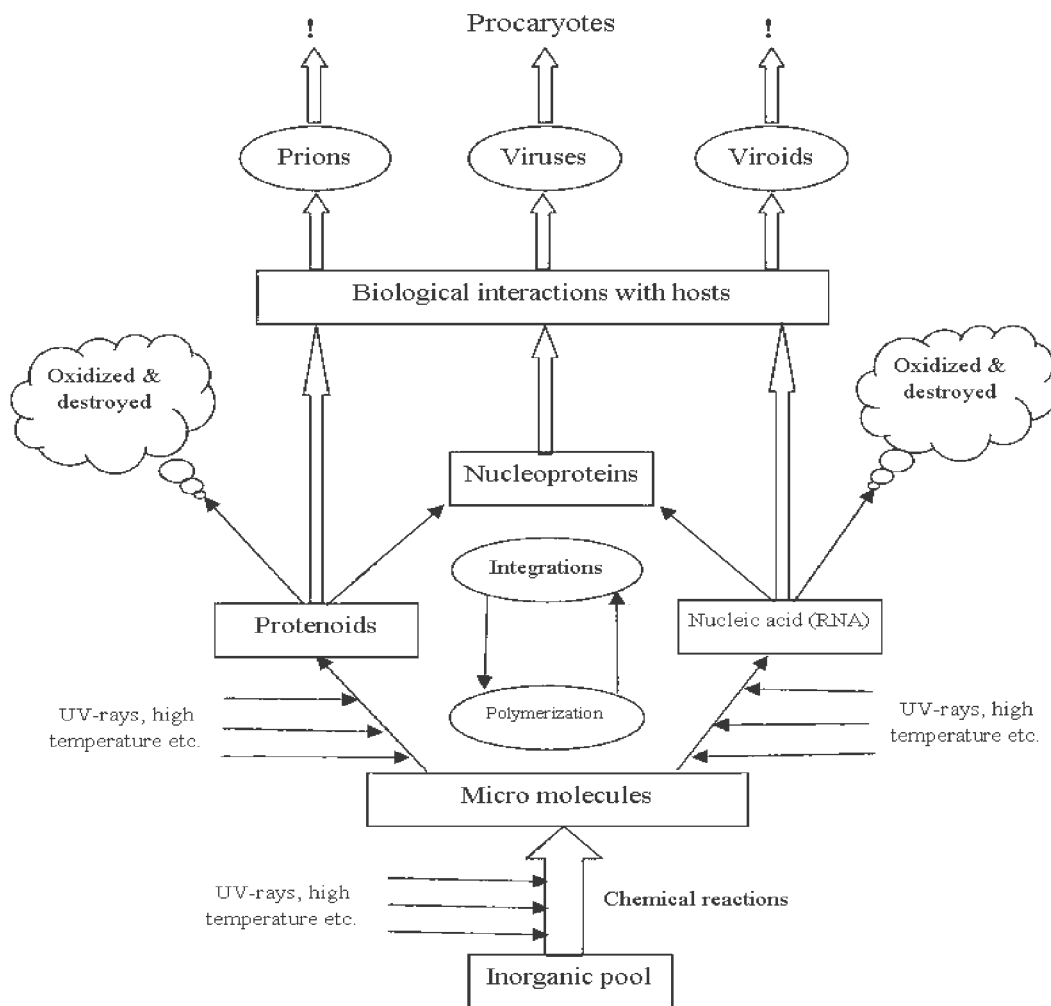 !
Procaryotes
!
Prions
Viruses
Viroids
Biological interactions with hosts
Oxidized &
destroyed
Oxidized &
destroyed
Nucleoproteins
Integrations
Protenoids
Nucleic acid (RNA)
Polymerization
UV-rays, high
temperature etc.
UV-rays, high
temperature etc.
Micro molecules
UV-rays, high
temperature etc.
Chemical reactions
Inorganic pool